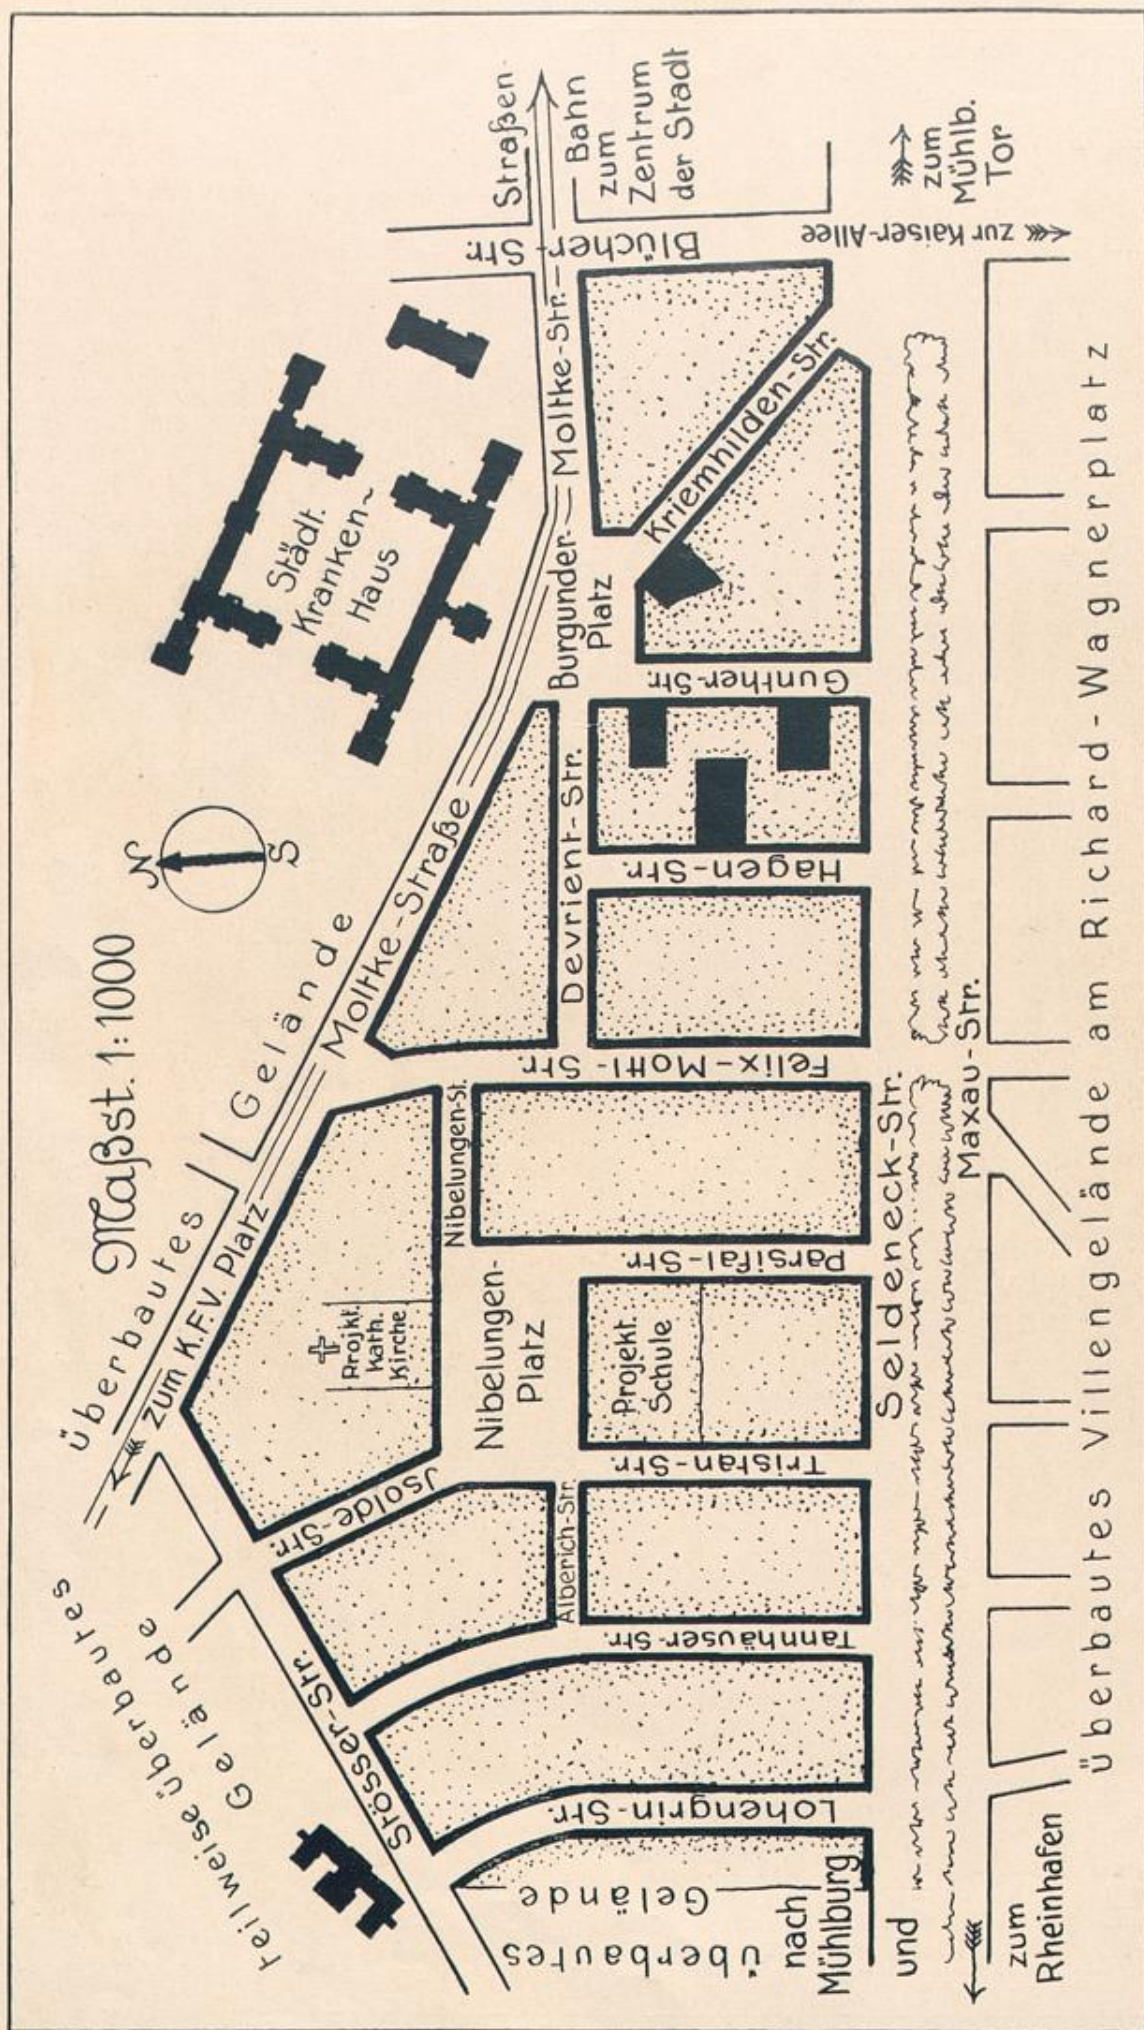 Maßst. 1:1000
N
S
Überbautes
Gelände
Teilweise überbautes
Gelände
zum K.F.V. Platz
Moltke-Straße
Moltke-Str.
Städt.
Kranken-
Haus
Straßen-
Bahn
zum
Zentrum
der Stadt
Blücher-Str.
zur Kaiser-Allee
zum
Mühlb.
Tor
Burgunder-
Platz
Kriemhilden-Str.
Gunther-Str.
Devrient-Str.
Hagen-Str.
Felix-Mottl-Str.
Nibelungen-St.
Projkt.
Kath.
Kirche
Nibelungen-
Platz
Parsifal-Str.
Projekt.
Schule
Tristan-Str.
Jsolde-Str.
Alberich-Str.
Tannhäuser-Str.
Stösser-Str.
Lohengrin-Str.
Überbautes
Gelände
nach
Mühlburg
und
Seldeneck-Str.
Maxau-Str.
zum
Rheinhafen
Überbautes Villengelände am Richard-Wagnerplatz